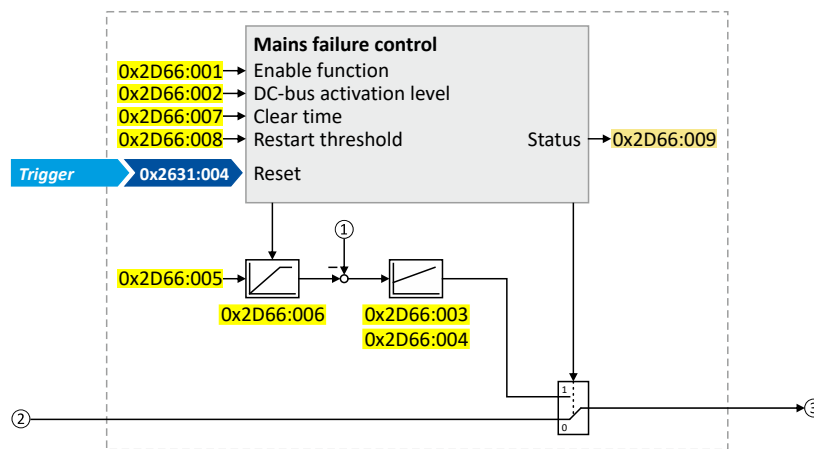 Mains failure control
0x2D66:001 Enable function
0x2D66:002 DC-bus activation level
0x2D66:007 Clear time
0x2D66:008 Restart threshold Status 0x2D66:009
Trigger 0x2631:004 Reset
1
0x2D66:005
0x2D66:006 0x2D66:003
0x2D66:004
1
2 3
0